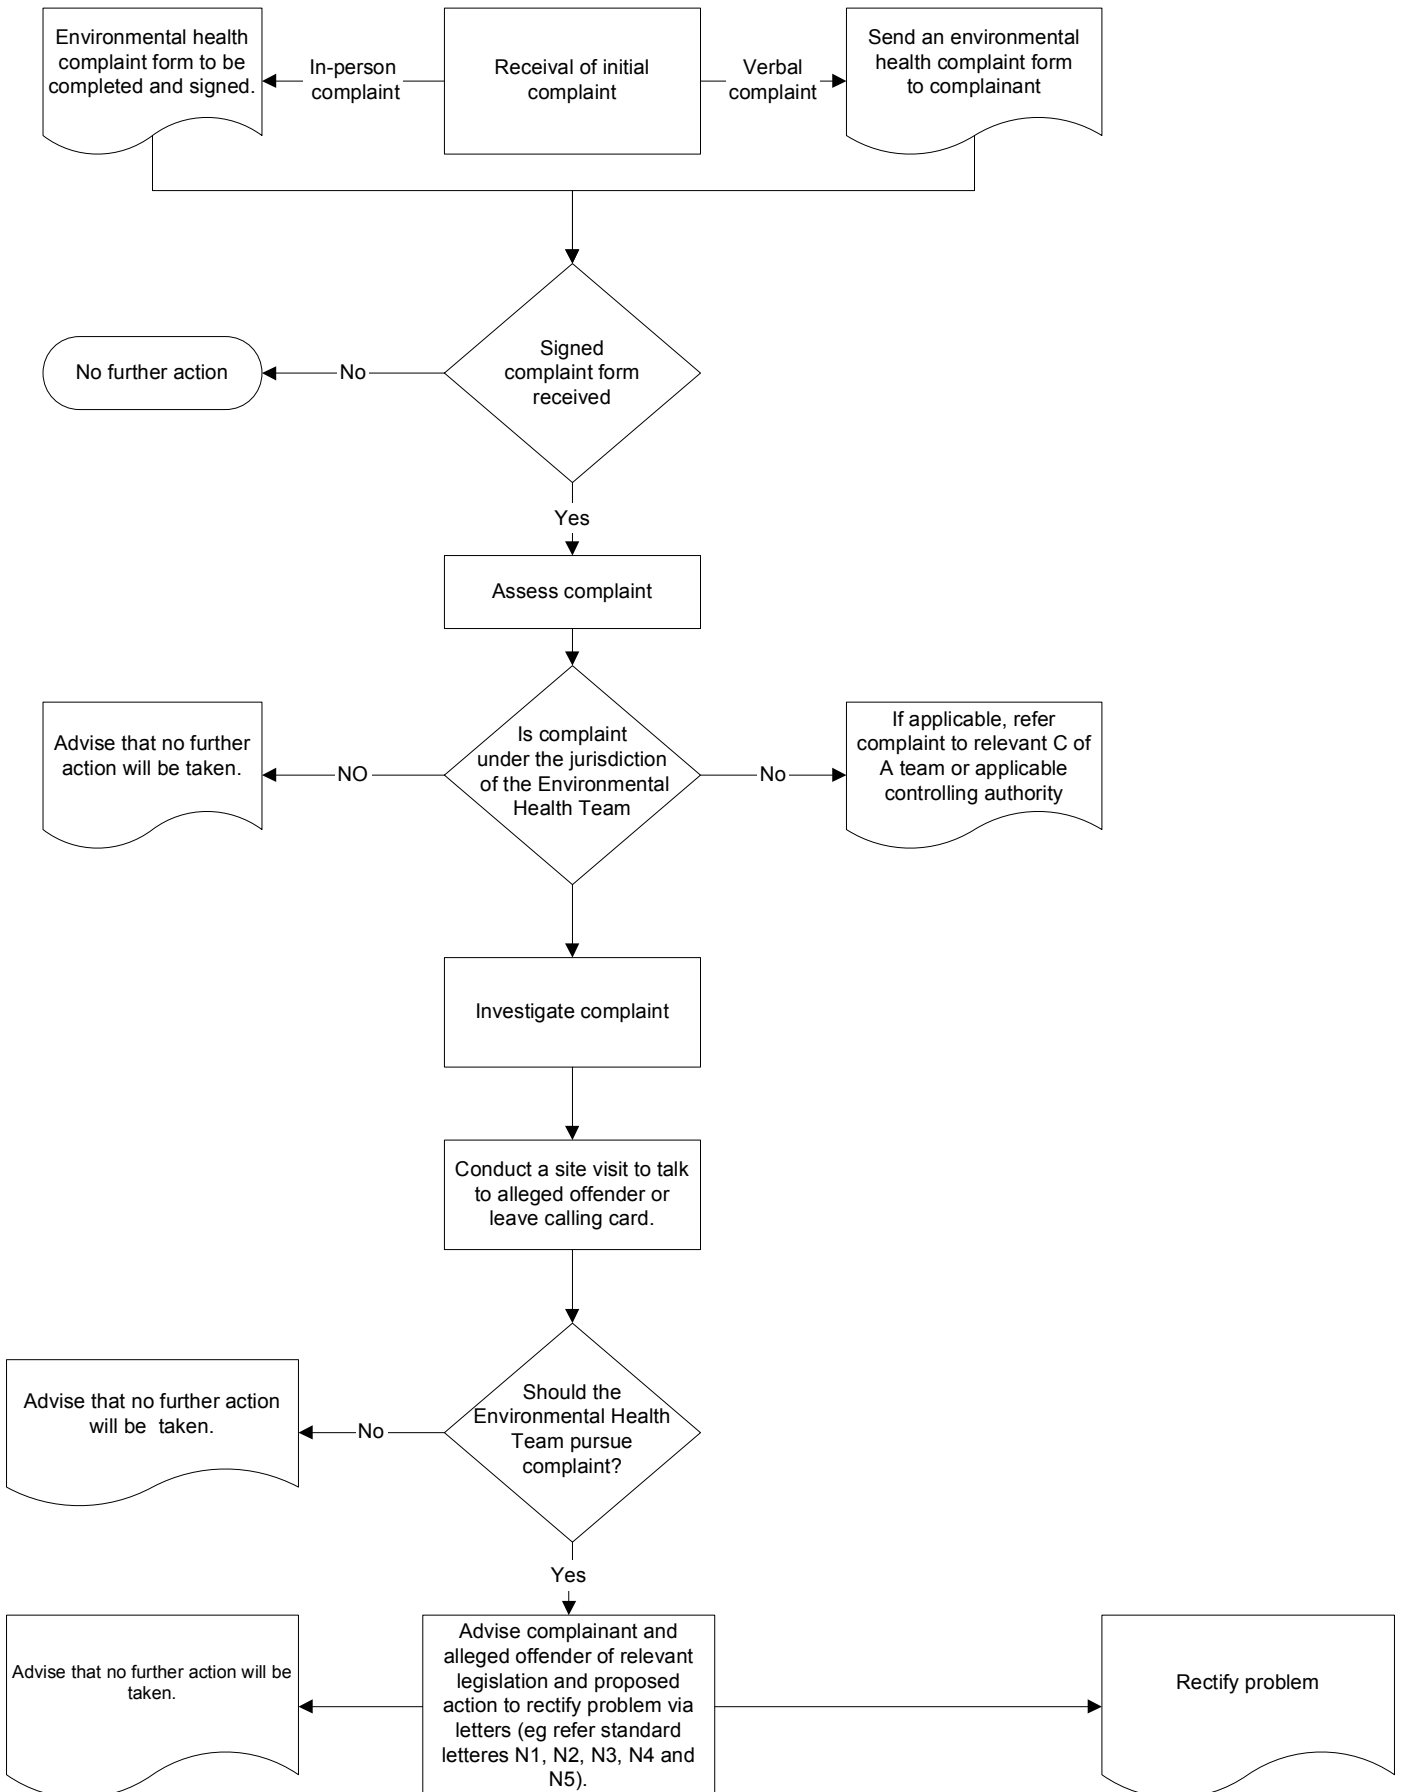 Environmental health
complaint form to be
completed and signed.
In-person
complaint
Receival of initial
complaint
Verbal
complaint
Send an environmental
health complaint form
to complainant
No further action
No
Signed
complaint form
received
Yes
Assess complaint
Advise that no further
action will be taken.
NO
Is complaint
under the jurisdiction
of the Environmental
Health Team
No
If applicable, refer
complaint to relevant C of
A team or applicable
controlling authority
Investigate complaint
Conduct a site visit to talk
to alleged offender or
leave calling card.
Advise that no further action
will be  taken.
No
Should the
Environmental Health
Team pursue
complaint?
Yes
Advise that no further action will be
taken.
Advise complainant and
alleged offender of relevant
legislation and proposed
action to rectify problem via
letters (eg refer standard
letteres N1, N2, N3, N4 and
N5).
Rectify problem